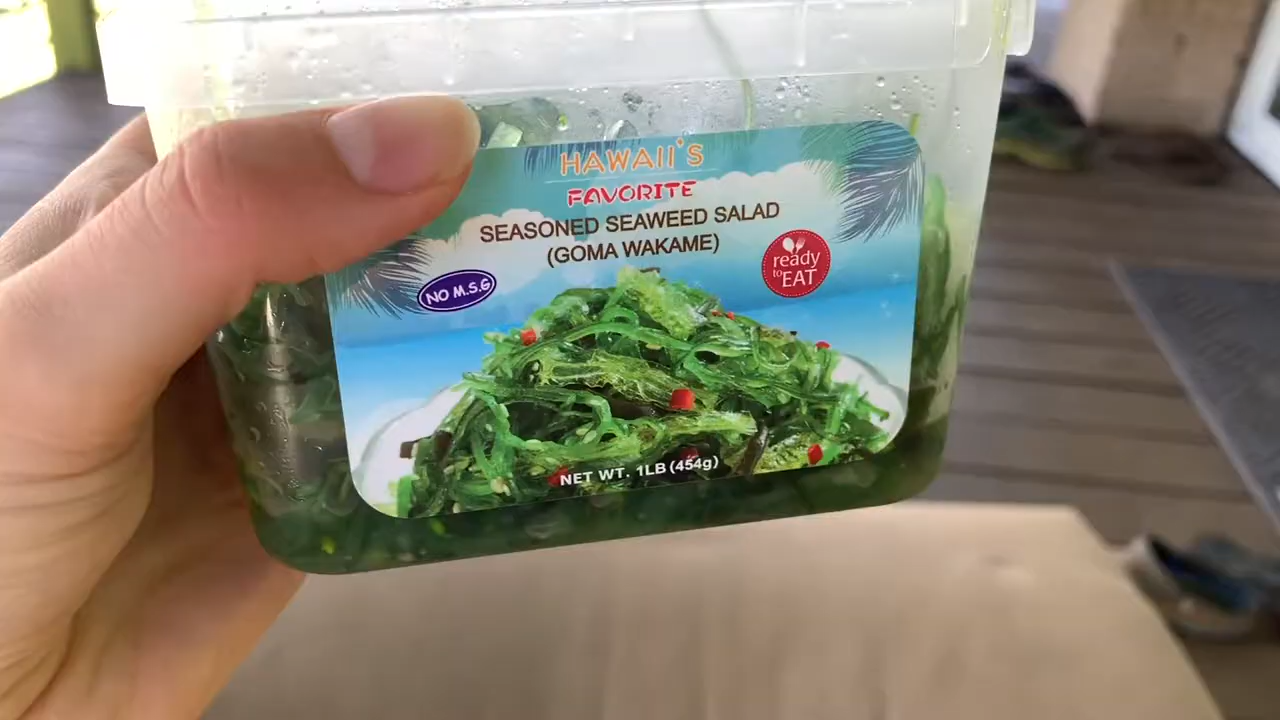 HAWAII'S
FAVORITE
SEASONED SEAWEED SALAD
(GOMA WAKAME)
NO M.S.G
ready
to EAT
NET WT. 1LB (454g)